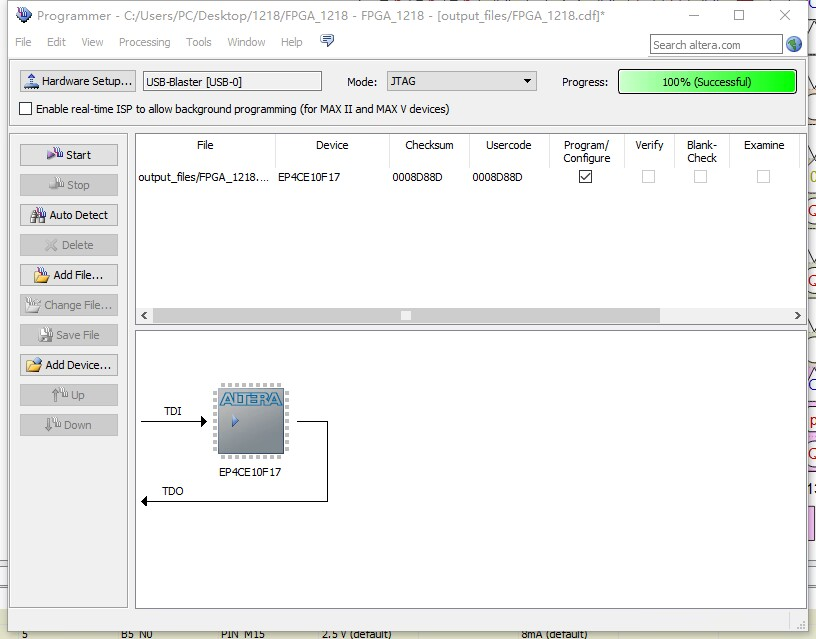 Programmer - C:/Users/PC/Desktop/1218/FPGA_1218 - FPGA_1218 - [output_files/FPGA_1218.cdf]*
File Edit View Processing Tools Window Help
Search altera.com
Hardware Setup... USB-Blaster [USB-0] Mode: JTAG Progress: 100% (Successful)
Enable real-time ISP to allow background programming (for MAX II and MAX V devices)
Start
Stop
Auto Detect
Delete
Add File...
Change File...
Save File
Add Device...
Up
Down
File Device Checksum Usercode Program/ Verify Blank- Examine
Configure Check
output_files/FPGA_1218.... EP4CE10F17 0008D88D 0008D88D
ALTERA
TDI
EP4CE10F17
TDO
5 B5_N0 PIN_M15 2.5 V (default) 8mA (default)